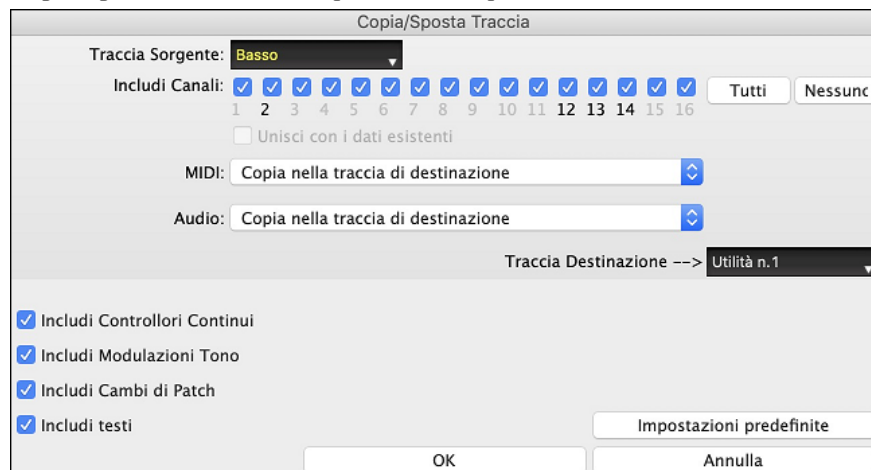 Copia/Sposta Traccia
Traccia Sorgente: Basso
Includi Canali: Tutti Nessuno
1 2 3 4 5 6 7 8 9 10 11 12 13 14 15 16
Unisci con i dati esistenti
MIDI: Copia nella traccia di destinazione
Audio: Copia nella traccia di destinazione
Traccia Destinazione --> Utilità n.1
Includi Controllori Continui
Includi Modulazioni Tono
Includi Cambi di Patch
Includi testi
Impostazioni predefinite
OK Annulla